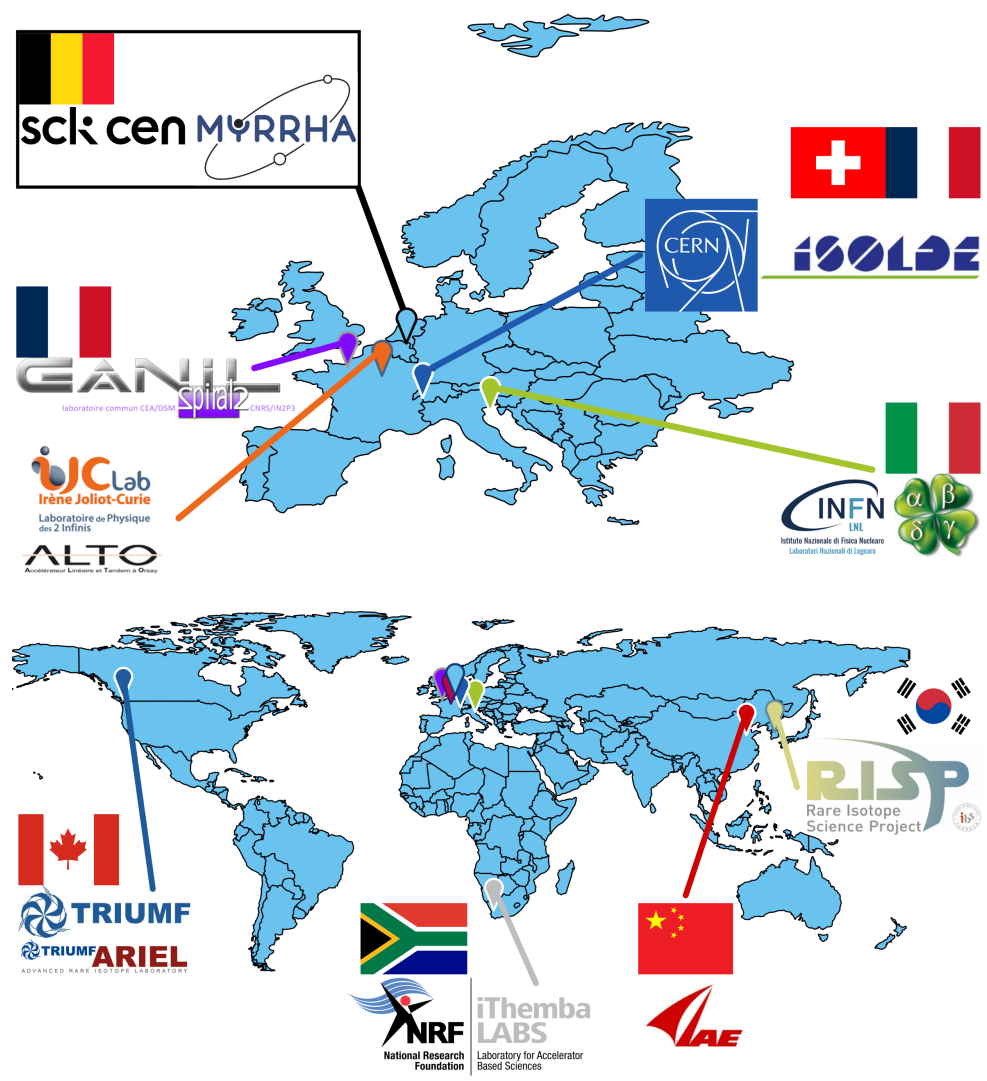 sck cen MYRRHA
CERN
ISOLDE
GANIL
spiral2
laboratoire commun CEA/DSM
CNRS/IN2P3
IJCLab
Irène Joliot-Curie
Laboratoire de Physique
des 2 Infinis
ALTO
Accélérateur Linéaire et Tandem à Orsay
INFN
LNL
Istituto Nazionale di Fisica Nucleare
Laboratori Nazionali di Legnaro
α β
δ γ
RISP
Rare Isotope
Science Project
ibs
TRIUMF
TRIUMF ARIEL
ADVANCED RARE ISOTOPE LABORATORY
NRF
National Research
Foundation
iThemba
LABS
Laboratory for Accelerator
Based Sciences
IAE